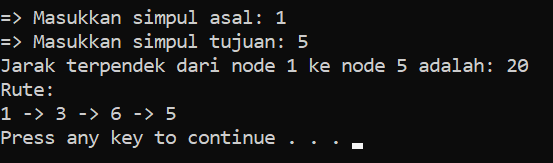 => Masukkan simpul asal: 1
=> Masukkan simpul tujuan: 5
Jarak terpendek dari node 1 ke node 5 adalah: 20
Rute:
1 -> 3 -> 6 -> 5
Press any key to continue . . .